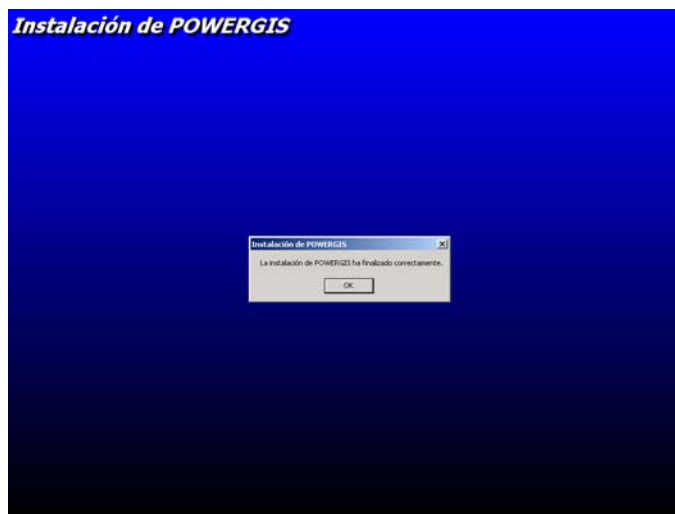 Instalación de POWERGIS
Instalación de POWERGIS
La instalación de POWERGIS ha finalizado correctamente.
OK